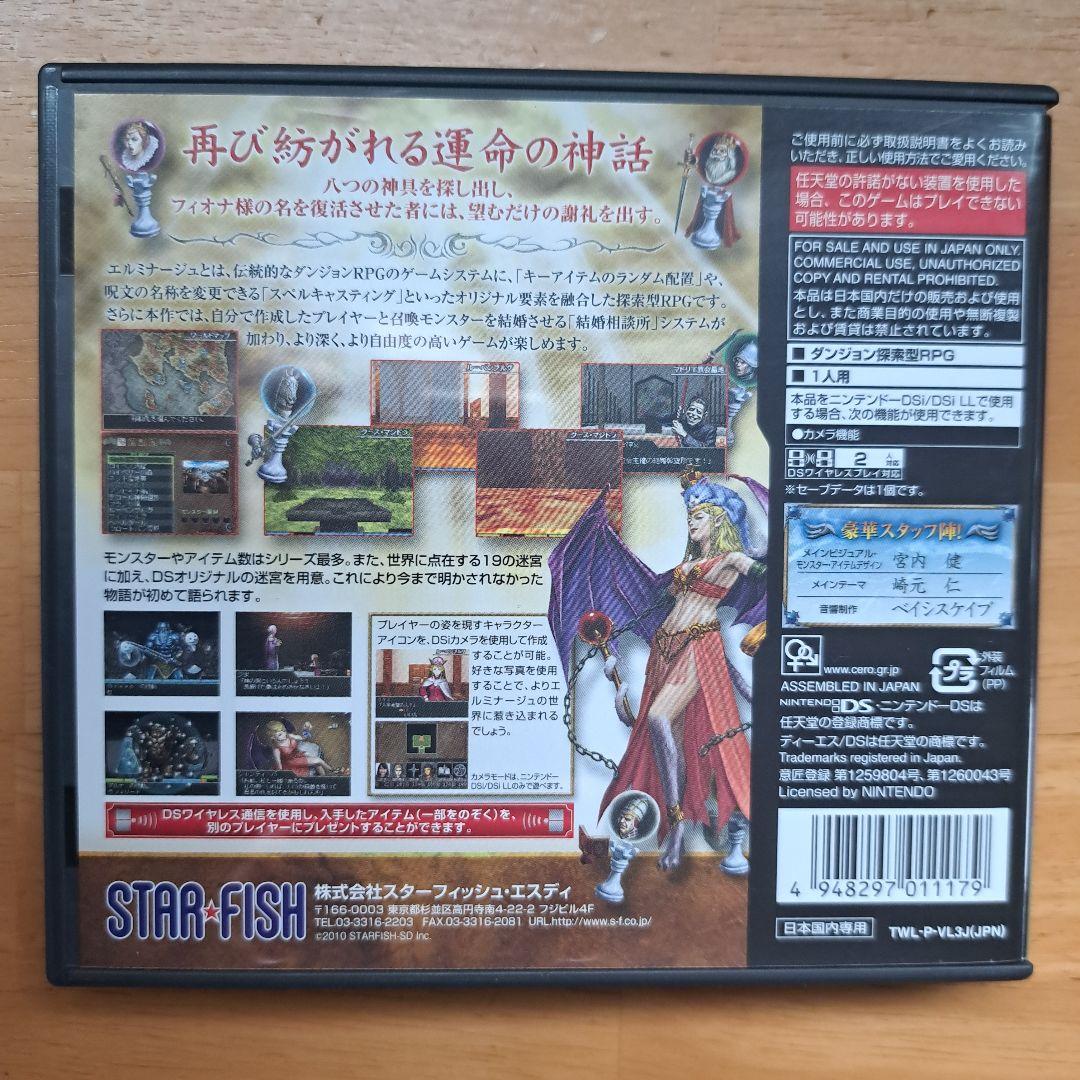 再び紡がれる運命の神話
八つの神具を探し出し、
フィオナ様の名を復活させた者には、望むだけの謝礼を出す。
エルミナージュとは、伝統的なダンジョンRPGのゲームシステムに、「キーアイテムのランダム配置」や、
呪文の名称を変更できる「スペルキャスティング」といったオリジナル要素を融合した探索型RPGです。
さらに本作では、自分で作成したプレイヤーと召喚モンスターを結婚させる「結婚相談所」システムが
加わり、より深く、より自由度の高いゲームが楽しめます。
ワールドマップ
マドリエ教会墓地
モンスターやアイテム数はシリーズ最多。また、世界に点在する19の迷宮
に加え、DSオリジナルの迷宮を用意。これにより今まで明かされなかった
物語が初めて語られます。
プレイヤーの姿を現すキャラクター
アイコンを、DSiカメラを使用して作成
することが可能。
好きな写真を使用
することで、よりエ
ルミナージュの世
界に惹き込まれる
でしょう。
カメラモードは、ニンテンドー
DSi/DSi LLのみで遊べます。
DSワイヤレス通信を使用し、入手したアイテム(一部をのぞく)を、
別のプレイヤーにプレゼントすることができます。
STAR★FISH
株式会社スターフィッシュ・エスディ
〒166-0003 東京都杉並区高円寺南4-22-2 フジビル4F
TEL.03-3316-2203 FAX.03-3316-2081 URL.http://www.s-f.co.jp/
©2010 STARFISH-SD Inc.
ご使用前に必ず取扱説明書をよくお読み
いただき、正しい使用方法でご愛用ください。
任天堂の許諾がない装置を使用した
場合、このゲームはプレイできない
可能性があります。
FOR SALE AND USE IN JAPAN ONLY.
COMMERCIAL USE, UNAUTHORIZED
COPY AND RENTAL PROHIBITED.
本品は日本国内だけの販売および使用
とし、また商業目的の使用や無断複製
および賃貸は禁止されています。
■ ダンジョン探索型RPG
■ 1人用
本品をニンテンドーDSi/DSi LLで使用
する場合、次の機能が使用できます。
●カメラ機能
2人対応
DSワイヤレスプレイ対応
※セーブデータは1個です。
豪華スタッフ陣!
メインビジュアル・
モンスター・アイテムデザイン 宮内 健
メインテーマ 崎元 仁
音響制作 ベイシスケイプ
www.cero.gr.jp
プラ
外装
フィルム
(PP)
ASSEMBLED IN JAPAN
NINTENDO DS・ニンテンドーDSは
任天堂の登録商標です。
ディーエス/DSは任天堂の商標です。
Trademarks registered in Japan.
意匠登録 第1259804号、第1260043号
Licensed by NINTENDO
4 948297 011179
日本国内専用
TWL-P-VL3J(JPN)